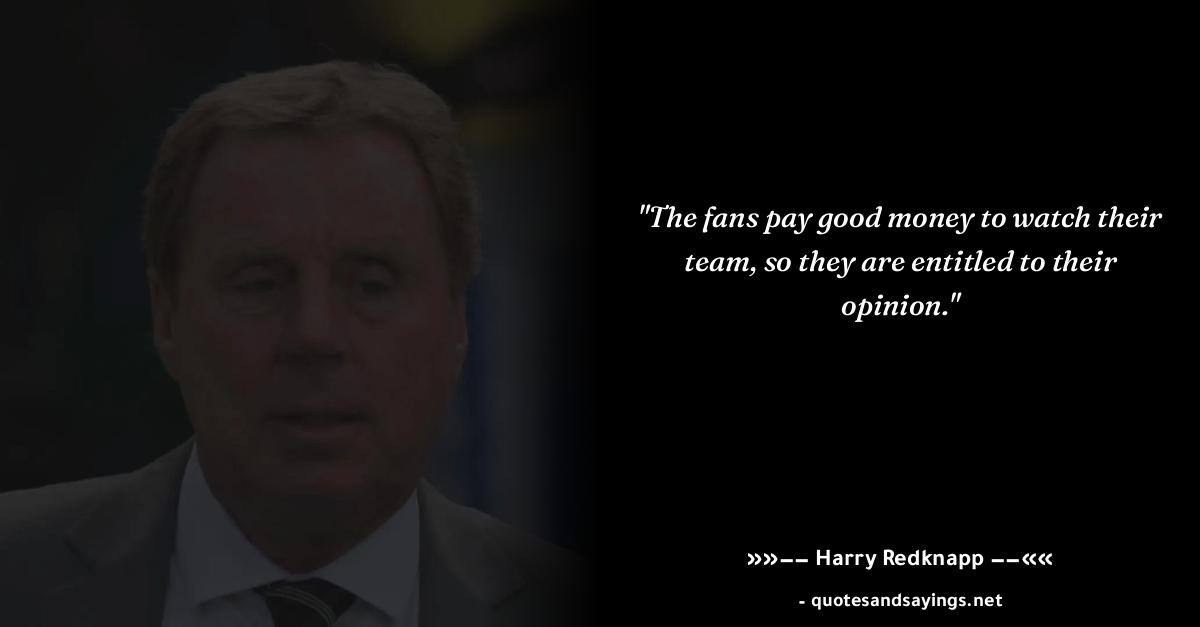 "The fans pay good money to watch their
team, so they are entitled to their
opinion."
»»−− Harry Redknapp −−««
- quotesandsayings.net